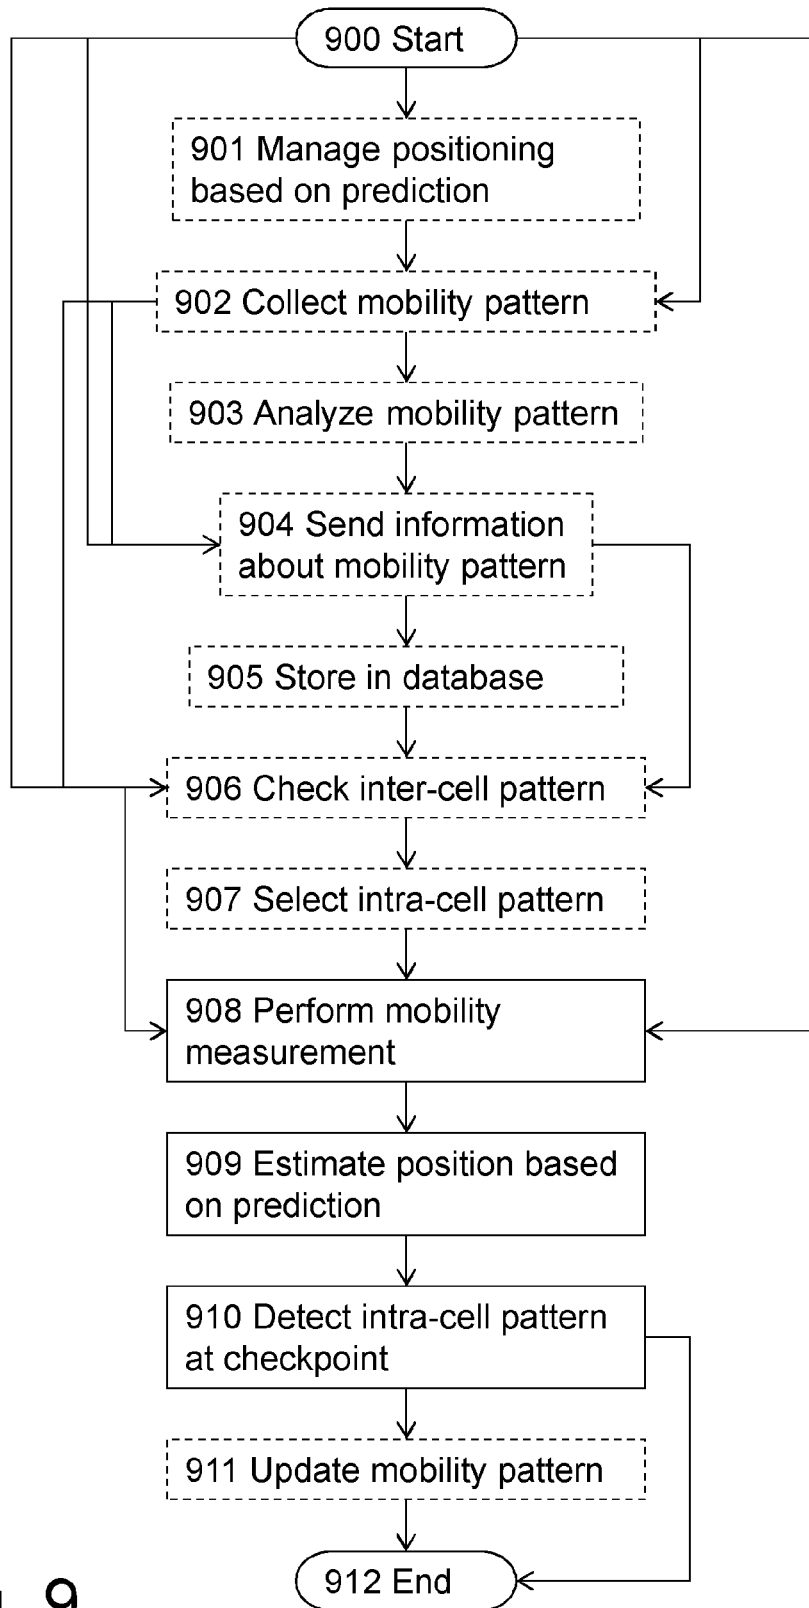 900 Start
901 Manage positioning
based on prediction
902 Collect mobility pattern
903 Analyze mobility pattern
904 Send information
about mobility pattern
905 Store in database
906 Check inter-cell pattern
907 Select intra-cell pattern
908 Perform mobility
measurement
909 Estimate position based
on prediction
910 Detect intra-cell pattern
at checkpoint
911 Update mobility pattern
912 End
9